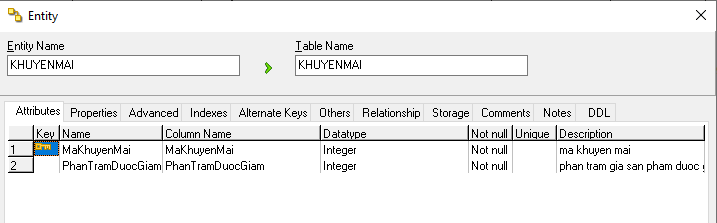 Entity
Entity Name
Table Name
KHUYENMAI
KHUYENMAI
Attributes Properties Advanced Indexes Alternate Keys Others Relationship Storage Comments Notes DDL
Key Name Column Name Datatype Not null Unique Description
1 MaKhuyenMai MaKhuyenMai Integer Not null ma khuyen mai
2 PhanTramDuocGiam PhanTramDuocGiam Integer Not null phan tram gia san pham duoc